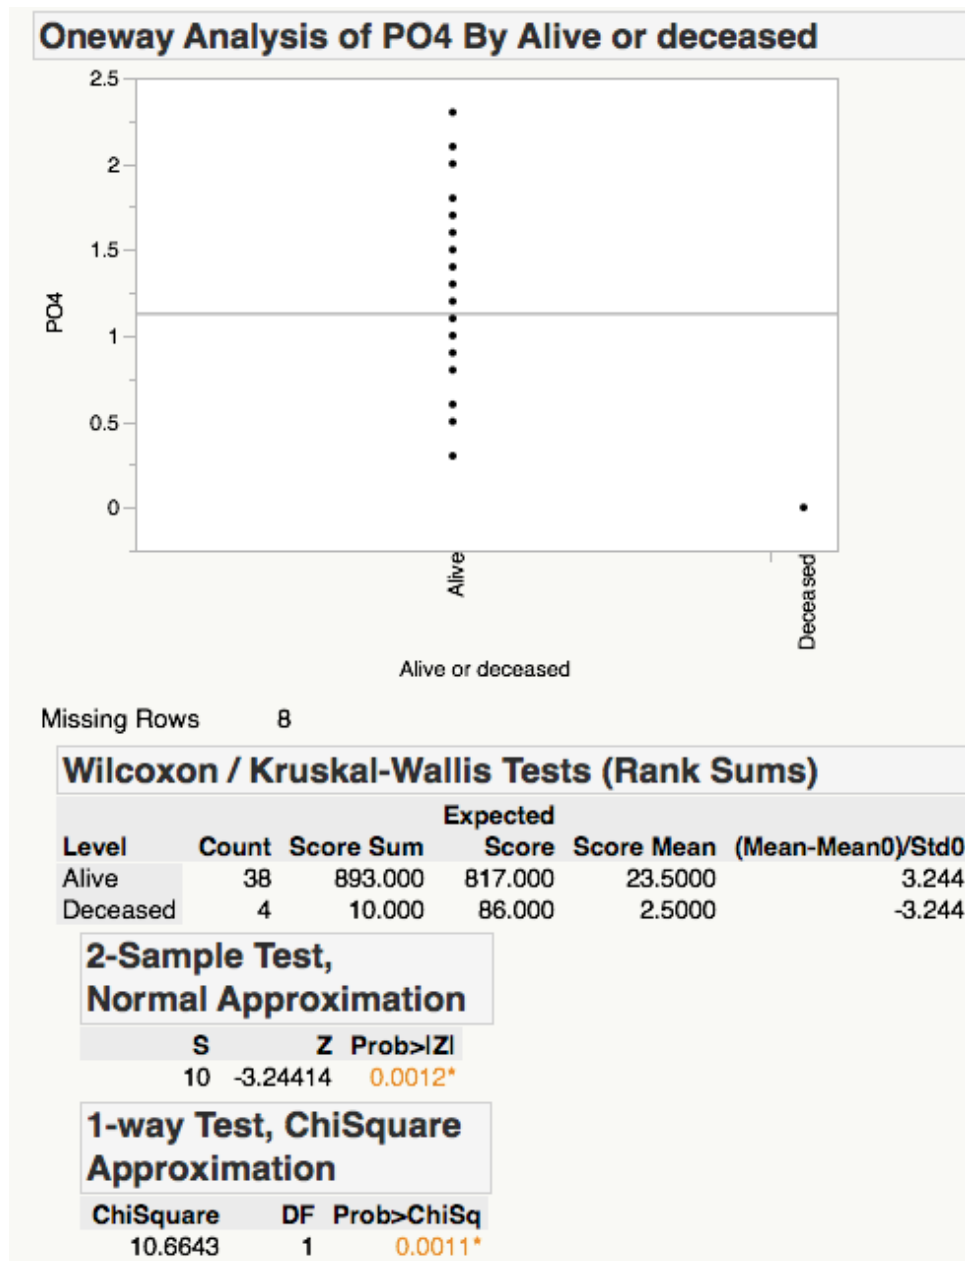 Oneway Analysis of PO4 By Alive or deceased
2.5
2
1.5
1
0.5
0
PO4
Alive
Deceased
Alive or deceased
Missing Rows 8
Wilcoxon / Kruskal-Wallis Tests (Rank Sums)
Expected
Level Count Score Sum Score Score Mean (Mean-Mean0)/Std0
Alive 38 893.000 817.000 23.5000 3.244
Deceased 4 10.000 86.000 2.5000 -3.244
2-Sample Test,
Normal Approximation
S Z Prob>|Z|
10 -3.24414 0.0012*
1-way Test, ChiSquare
Approximation
ChiSquare DF Prob>ChiSq
10.6643 1 0.0011*